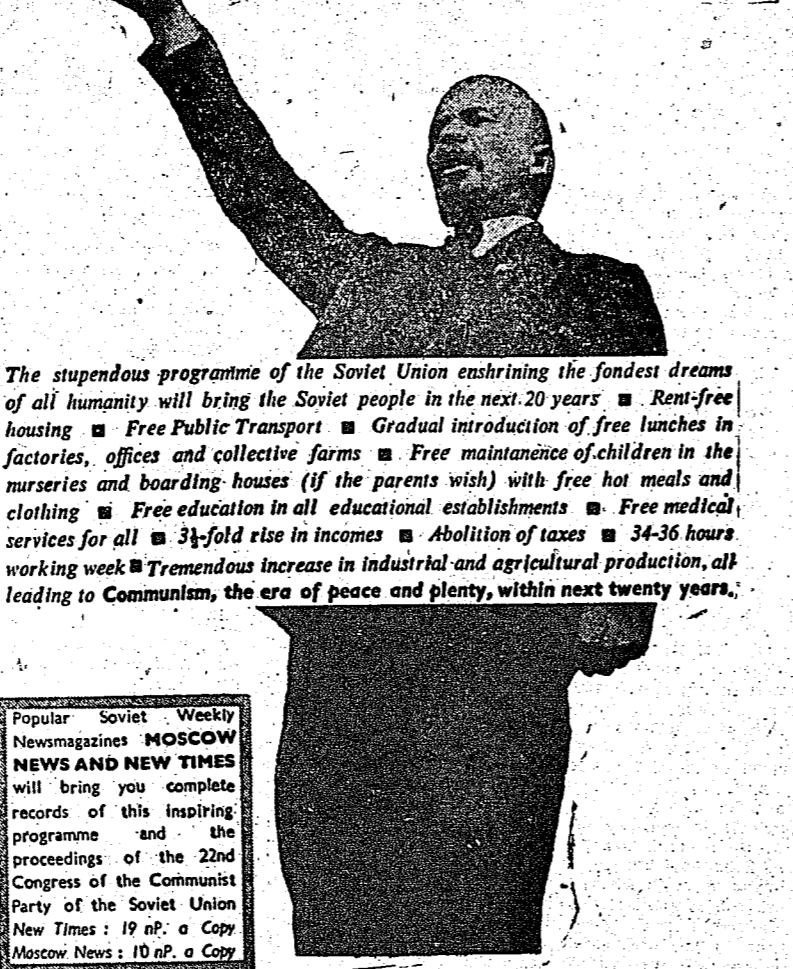 The stupendous programme of the Soviet Union enshrining the fondest dreams
of all humanity will bring the Soviet people in the next 20 years ■ Rent-free
housing ■ Free Public Transport ■ Gradual introduction of free lunches in
factories, offices and collective farms ■ Free maintanence of children in the
nurseries and boarding houses (if the parents wish) with free hot meals and
clothing ■ Free education in all educational establishments ■ Free medical
services for all ■ 3½-fold rise in incomes ■ Abolition of taxes ■ 34-36 hours
working week ■ Tremendous increase in industrial and agricultural production, all
leading to Communism, the era of peace and plenty, within next twenty years.
Popular Soviet Weekly
Newsmagazines MOSCOW
NEWS AND NEW TIMES
will bring you complete
records of this inspiring
programme and the
proceedings of the 22nd
Congress of the Communist
Party of the Soviet Union
New Times : 19 nP. a Copy
Moscow News : 10 nP. a Copy